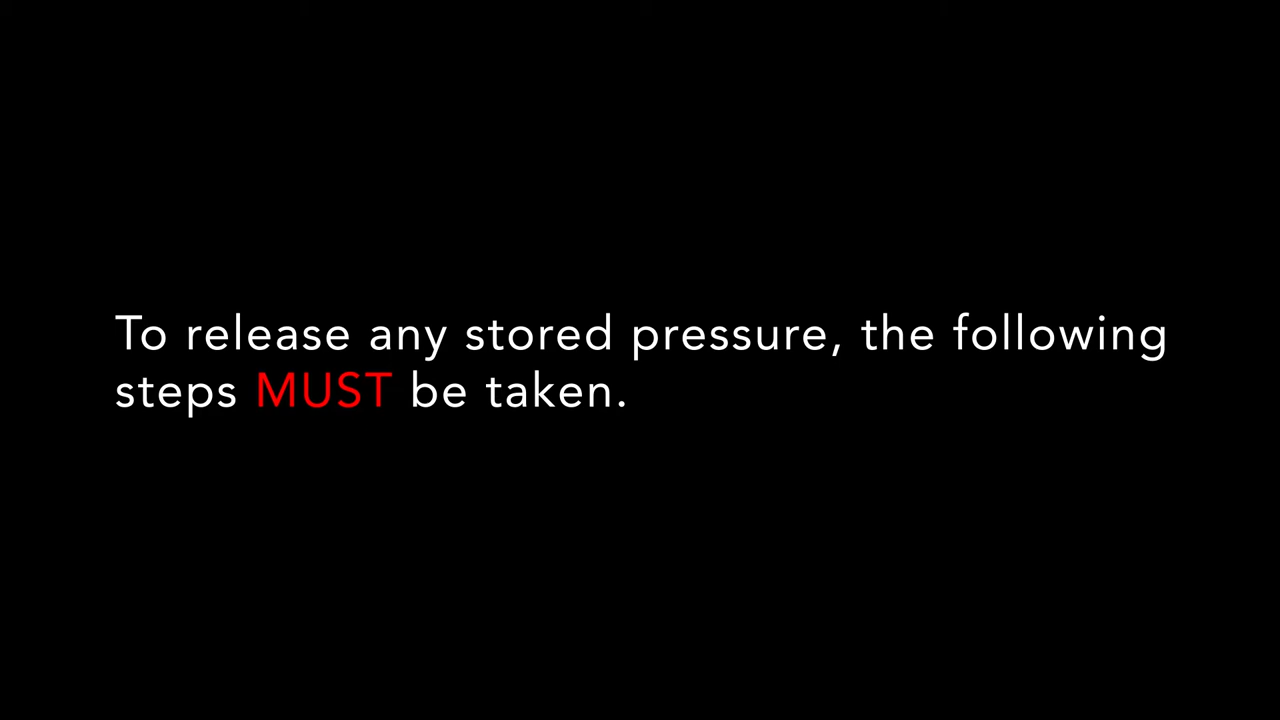 To release any stored pressure, the following
steps MUST be taken.